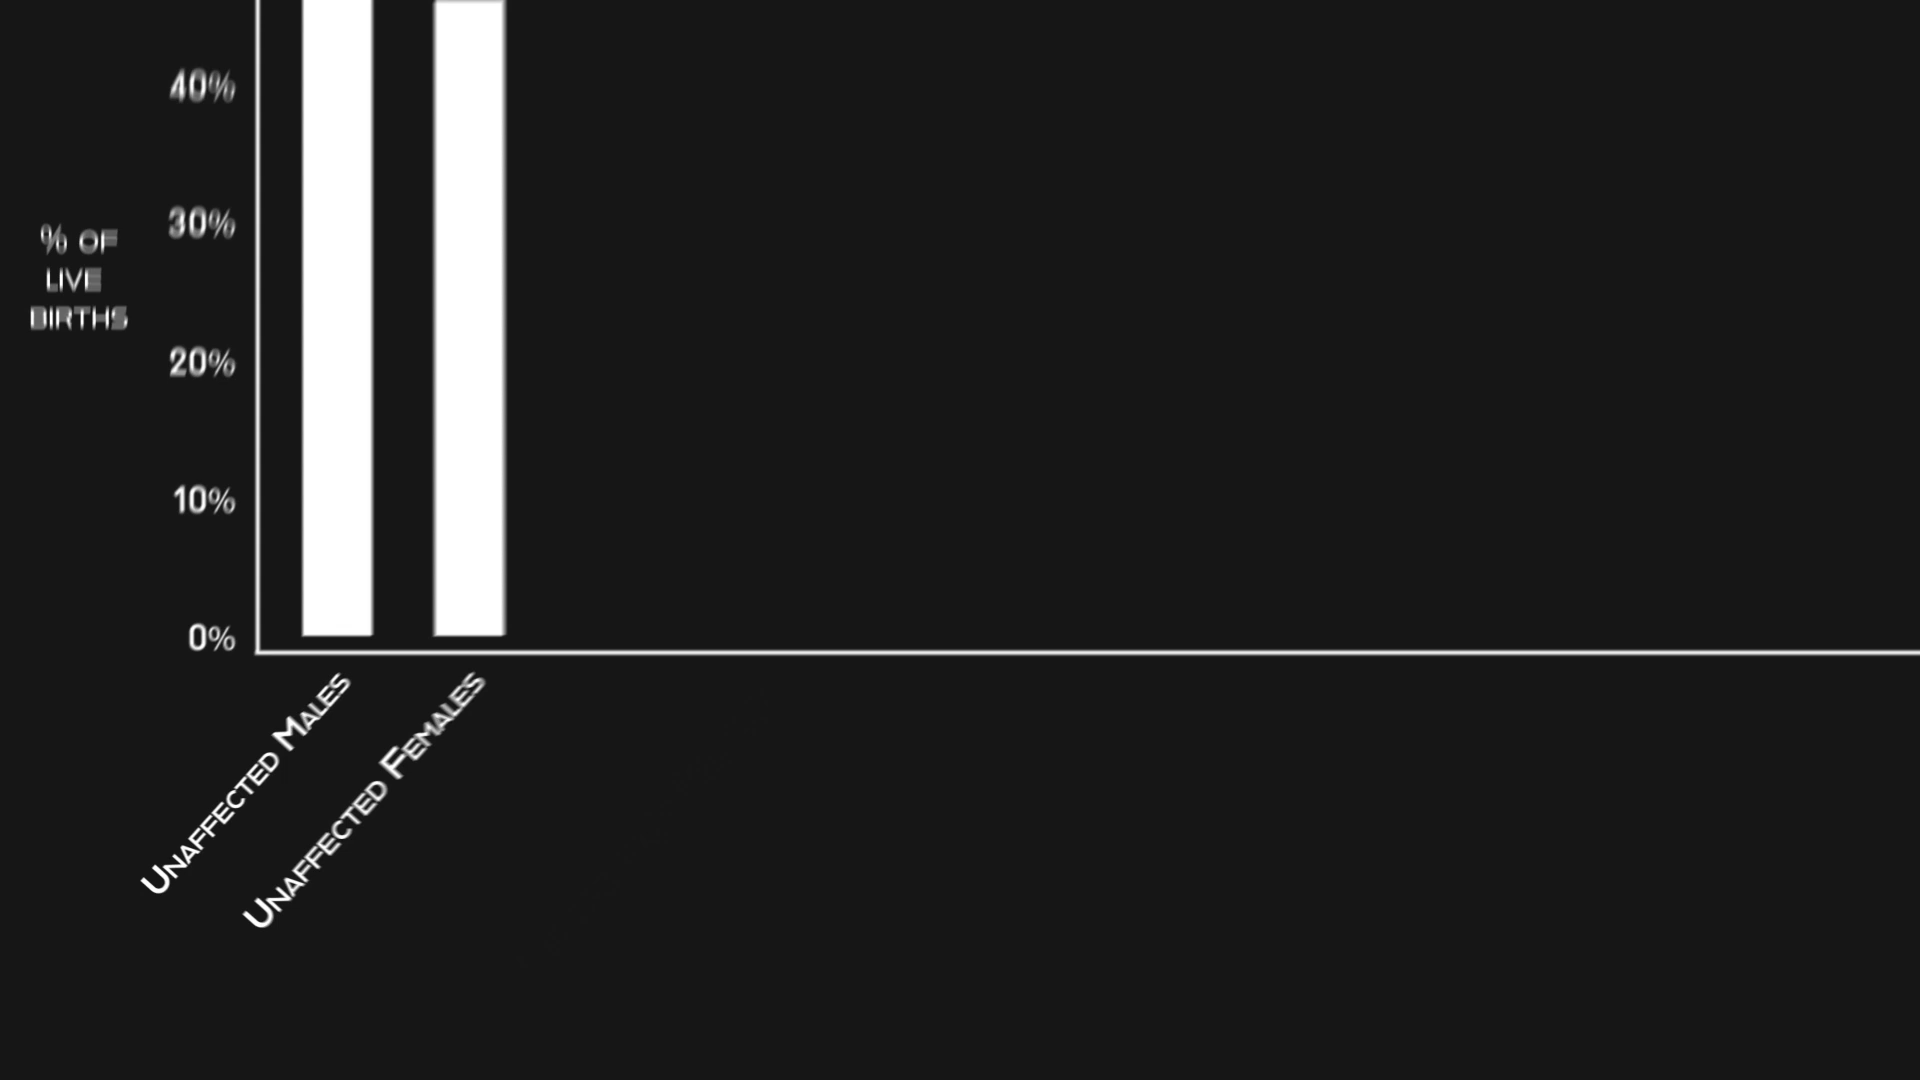 40%
30%
% OF
LIVE
BIRTHS
20%
10%
0%
UNAFFECTED MALES
UNAFFECTED FEMALES